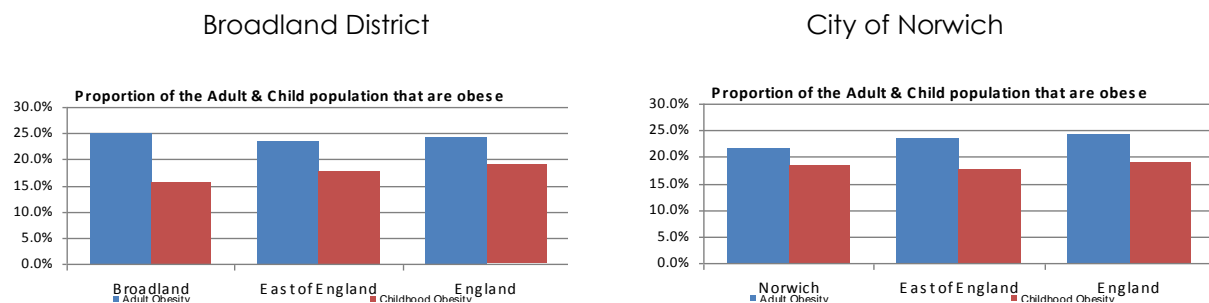 Broadland District
Proportion of the Adult & Child population that are obese
30.0%
25.0%
20.0%
15.0%
10.0%
5.0%
0.0%
Broadland East of England England
Adult Obesity Childhood Obesity
City of Norwich
Proportion of the Adult & Child population that are obese
30.0%
25.0%
20.0%
15.0%
10.0%
5.0%
0.0%
Norwich East of England England
Adult Obesity Childhood Obesity